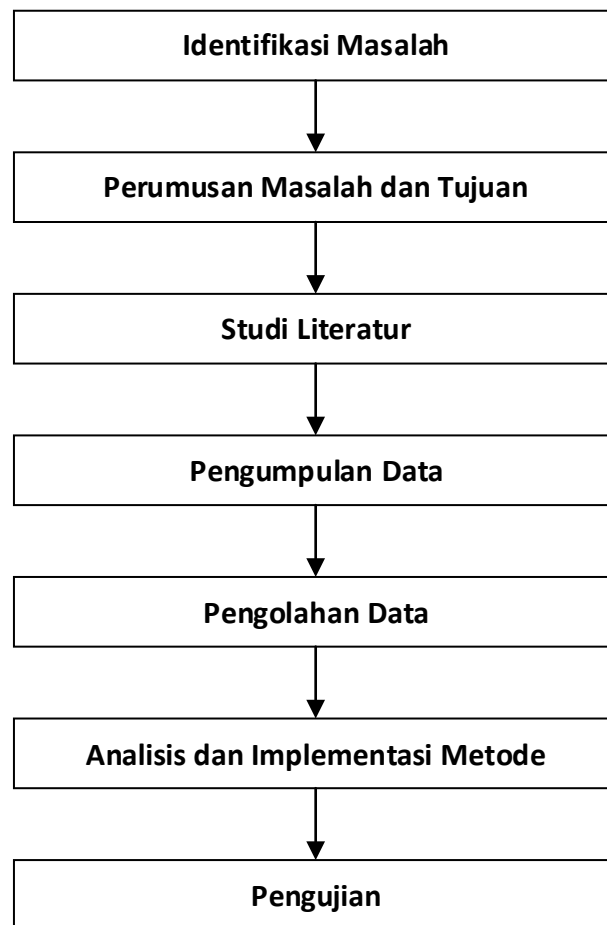 Identifikasi Masalah
Perumusan Masalah dan Tujuan
Studi Literatur
Pengumpulan Data
Pengolahan Data
Analisis dan Implementasi Metode
Pengujian